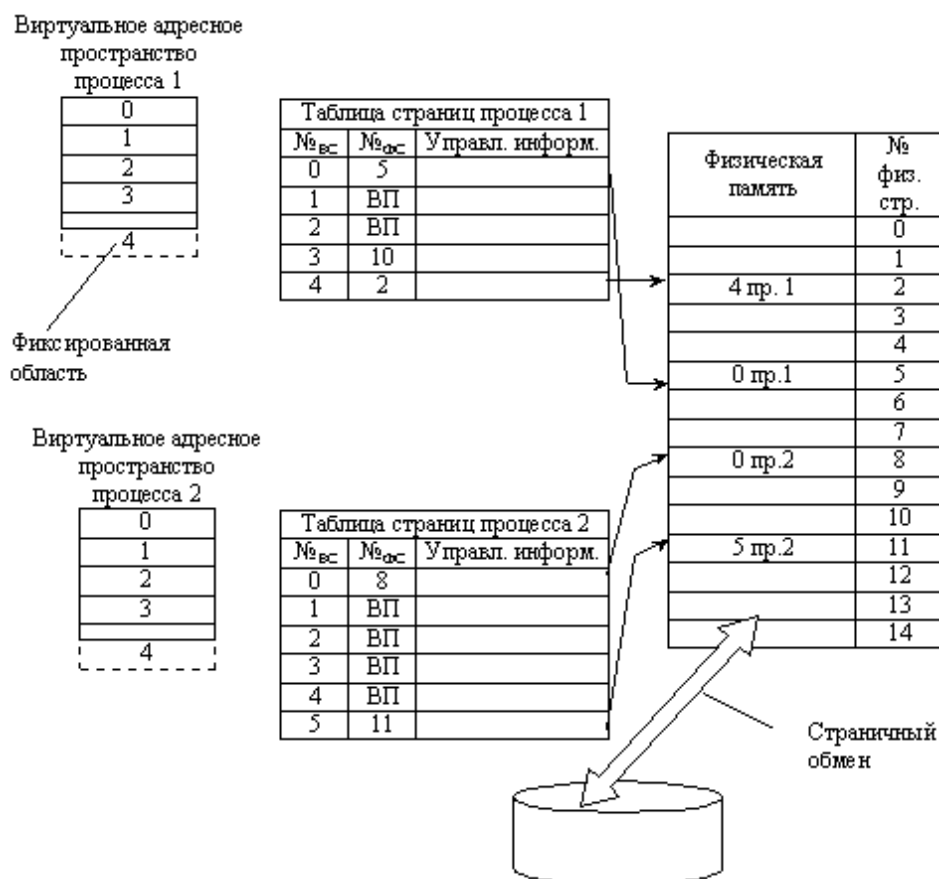 Виртуальное адресное
пространство
процесса 1
0
1
2
3
4
Фиксированная
область
Таблица страниц процесса 1
№ВС №ФС Управл. информ.
0 5
1 ВП
2 ВП
3 10
4 2
Виртуальное адресное
пространство
процесса 2
0
1
2
3
4
Таблица страниц процесса 2
№ВС №ФС Управл. информ.
0 8
1 ВП
2 ВП
3 ВП
4 ВП
5 11
Физическая
память
№
физ.
стр.
0
1
4 пр. 1 2
3
4
0 пр.1 5
6
7
0 пр.2 8
9
10
5 пр.2 11
12
13
14
Страничный
обмен